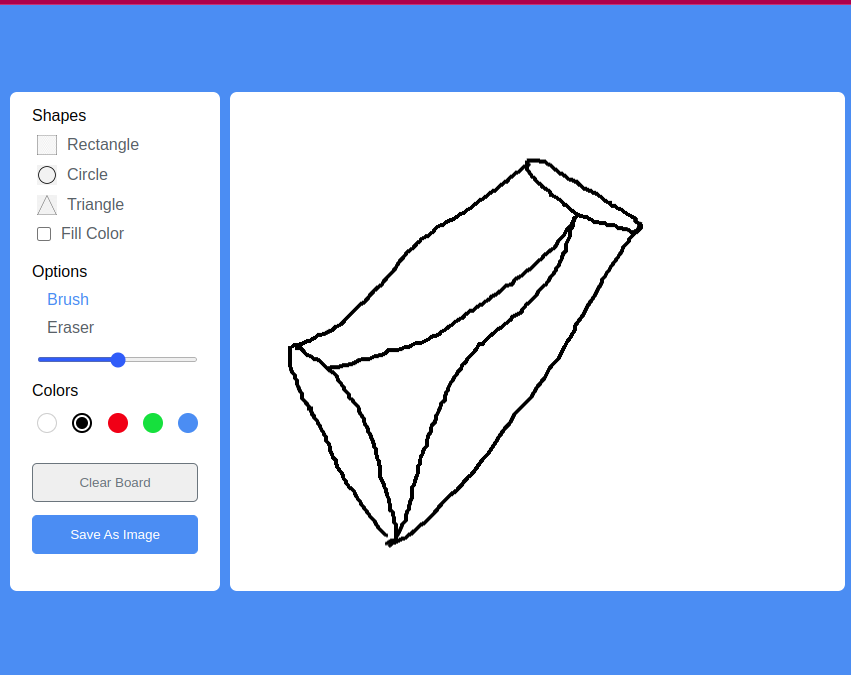 Shapes
Rectangle
Circle
Triangle
Fill Color
Options
Brush
Eraser
Colors
Clear Board
Save As Image